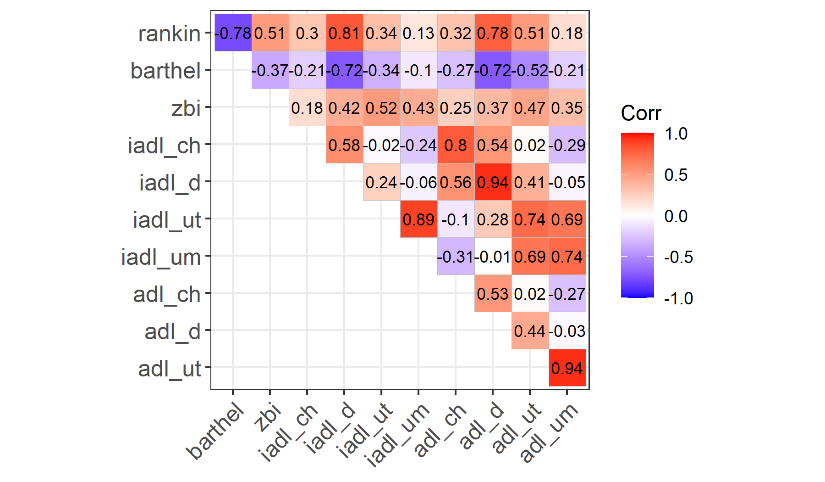 rankin -0.78 0.51 0.3 0.81 0.34 0.13 0.32 0.78 0.51 0.18
barthel -0.37 -0.21 -0.72 -0.34 -0.1 -0.27 -0.72 -0.52 -0.21
zbi 0.18 0.42 0.52 0.43 0.25 0.37 0.47 0.35
iadl_ch 0.58 -0.02 -0.24 0.8 0.54 0.02 -0.29
iadl_d 0.24 -0.06 0.56 0.94 0.41 -0.05
iadl_ut 0.89 -0.1 0.28 0.74 0.69
iadl_um -0.31 -0.01 0.69 0.74
adl_ch 0.53 0.02 -0.27
adl_d 0.44 -0.03
adl_ut 0.94
barthel zbi iadl_ch iadl_d iadl_ut iadl_um adl_ch adl_d adl_ut adl_um
Corr
1.0
0.5
0.0
-0.5
-1.0